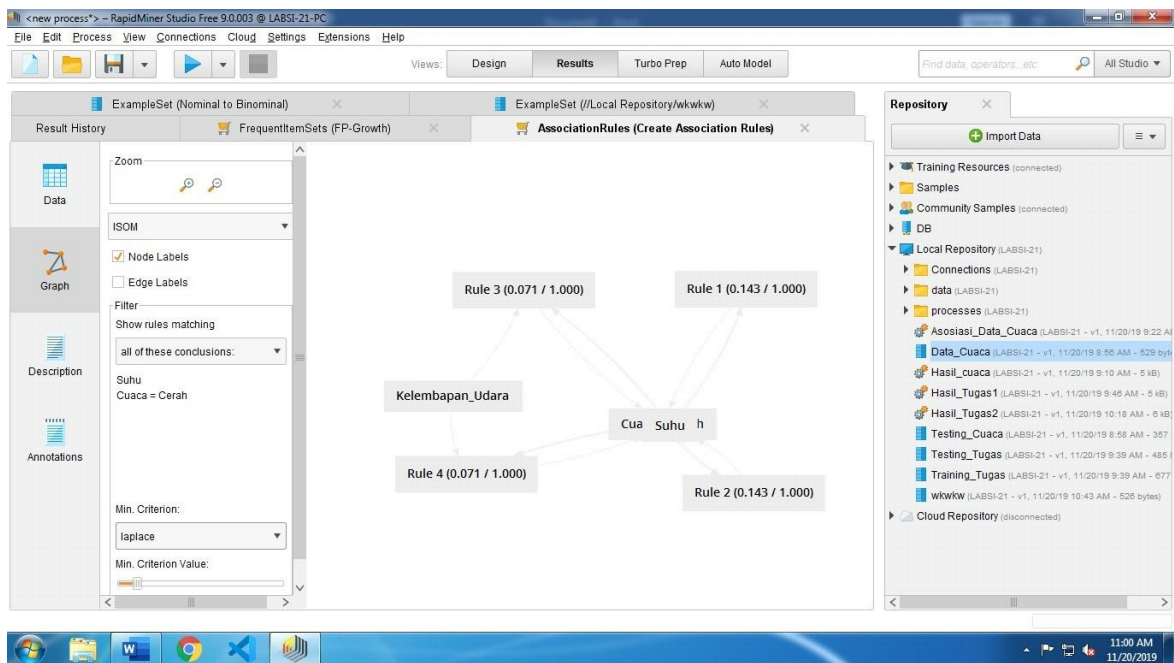 <new process*> – RapidMiner Studio Free 9.0.003 @ LABSI-21-PC
File Edit Process View Connections Cloud Settings Extensions Help
Views: Design Results Turbo Prep Auto Model
Find data, operators...etc
All Studio
ExampleSet (Nominal to Binominal)
ExampleSet (//Local Repository/wkwkw)
Result History
FrequentItemSets (FP-Growth)
AssociationRules (Create Association Rules)
Data
Graph
Description
Annotations
Zoom
ISOM
Node Labels
Edge Labels
Filter
Show rules matching
all of these conclusions:
Suhu
Cuaca = Cerah
Min. Criterion:
laplace
Min. Criterion Value:
Rule 3 (0.071 / 1.000)
Rule 1 (0.143 / 1.000)
Kelembapan_Udara
Cua Suhu h
Rule 4 (0.071 / 1.000)
Rule 2 (0.143 / 1.000)
Repository
Import Data
Training Resources (connected)
Samples
Community Samples (connected)
DB
Local Repository (LABSI-21)
Connections (LABSI-21)
data (LABSI-21)
processes (LABSI-21)
Asosiasi_Data_Cuaca (LABSI-21 - v1, 11/20/19 9:22 A
Data_Cuaca (LABSI-21 - v1, 11/20/19 8:56 AM - 529 byt
Hasil_cuaca (LABSI-21 - v1, 11/20/19 9:10 AM - 5 kB)
Hasil_Tugas1 (LABSI-21 - v1, 11/20/19 9:46 AM - 5 kB)
Hasil_Tugas2 (LABSI-21 - v1, 11/20/19 10:18 AM - 6 kB)
Testing_Cuaca (LABSI-21 - v1, 11/20/19 8:58 AM - 357
Testing_Tugas (LABSI-21 - v1, 11/20/19 9:39 AM - 485
Training_Tugas (LABSI-21 - v1, 11/20/19 9:39 AM - 677
wkwkw (LABSI-21 - v1, 11/20/19 10:43 AM - 526 bytes)
Cloud Repository (disconnected)
11:00 AM
11/20/2019